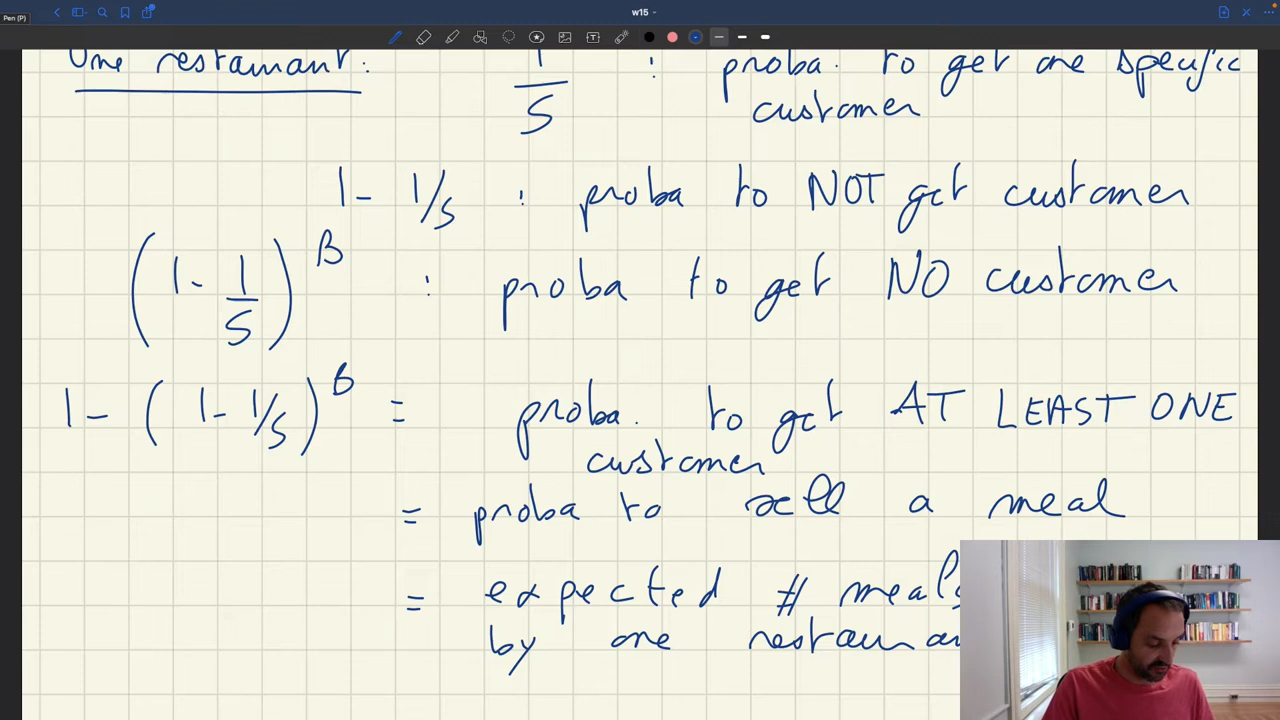 w15
Pen (P)
One restaurant: 1/S : proba. to get one specific
customer
1 - 1/S : proba to NOT get customer
(1 - 1/S)^B : proba to get NO customer
1 - (1 - 1/S)^B = proba. to get AT LEAST ONE
customer
= proba to sell a meal
= expected # meals
by one